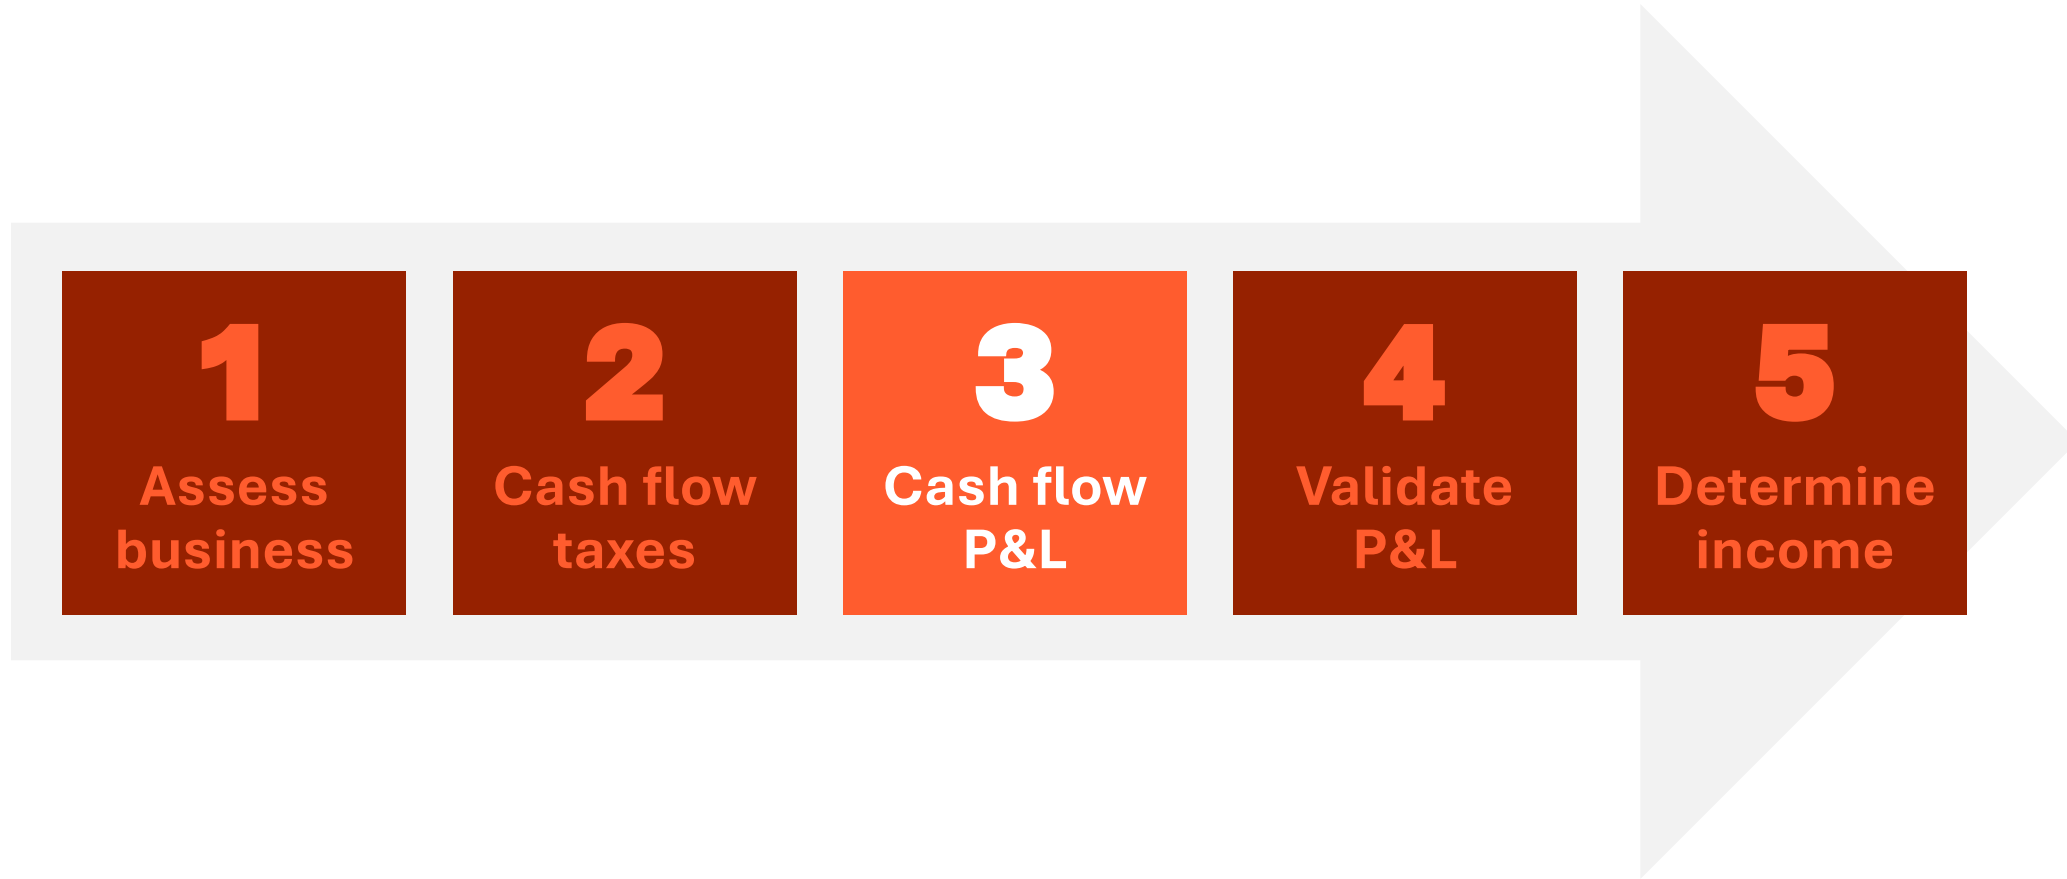 1
Assess
business
2
Cash flow
taxes
3
Cash flow
P&L
4
Validate
P&L
5
Determine
income